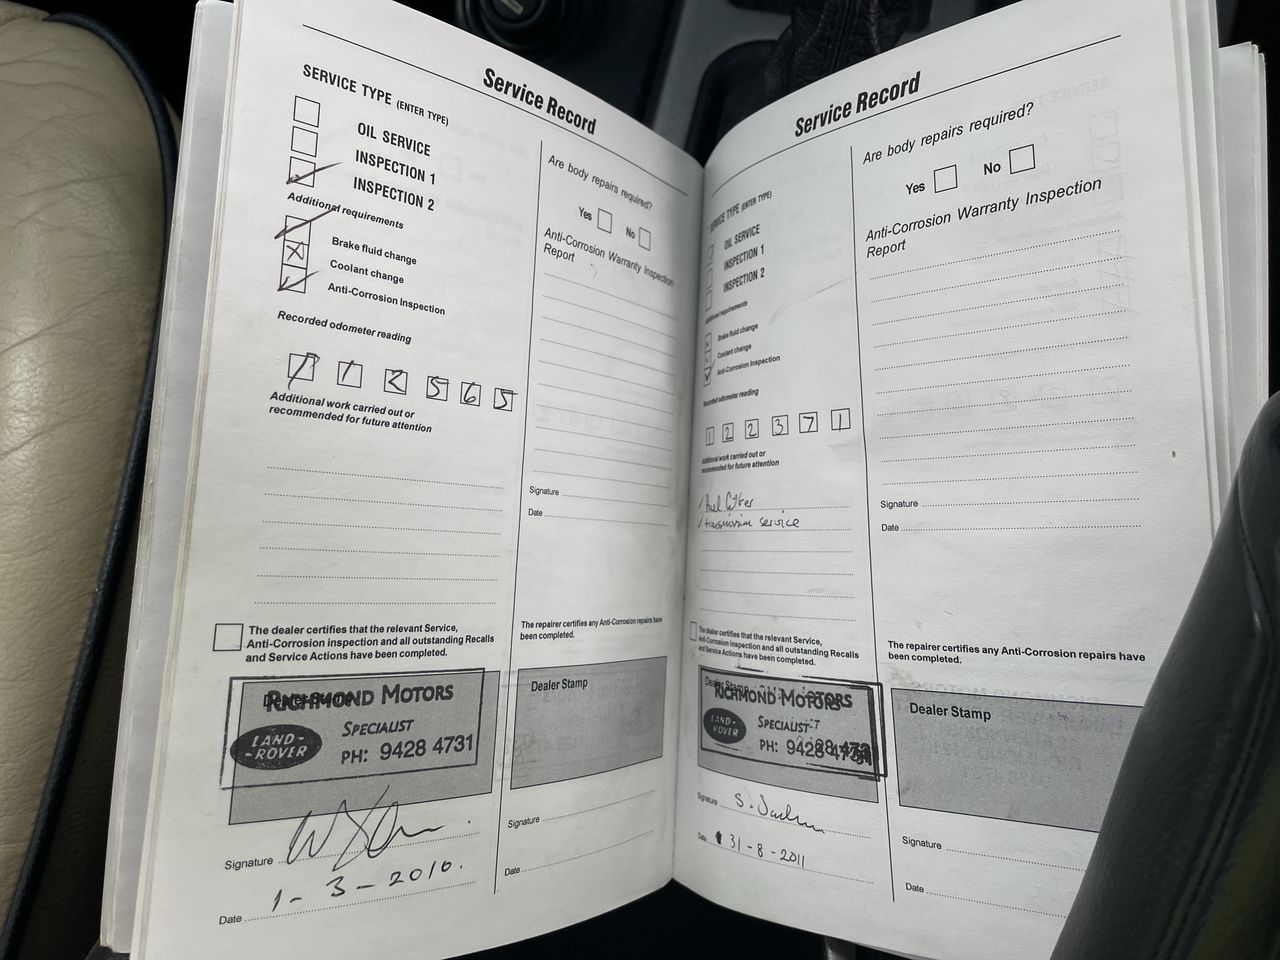 Service Record
SERVICE TYPE (ENTER TYPE)
OIL SERVICE
INSPECTION 1
INSPECTION 2
Additional requirements
Brake fluid change
Coolant change
Anti-Corrosion Inspection
Recorded odometer reading
1 1 2 5 6 5
Additional work carried out or
recommended for future attention
The dealer certifies that the relevant Service,
Anti-Corrosion inspection and all outstanding Recalls
and Service Actions have been completed.
RICHMOND MOTORS
LAND-
-ROVER
SPECIALIST
PH: 9428 4731
Signature
1-3-2010.
Date
Are body repairs required?
Yes No
Anti-Corrosion Warranty Inspection
Report
Signature
Date
The repairer certifies any Anti-Corrosion repairs have
been completed.
Dealer Stamp
Signature
Date
Service Record
SERVICE TYPE (ENTER TYPE)
OIL SERVICE
INSPECTION 1
INSPECTION 2
Additional requirements
Brake fluid change
Coolant change
Anti-Corrosion Inspection
Recorded odometer reading
1 2 2 3 7 1
Additional work carried out or
recommended for future attention
Fuel filter
transmission service
The dealer certifies that the relevant Service,
Anti-Corrosion inspection and all outstanding Recalls
and Service Actions have been completed.
Dealer Stamp
RICHMOND MOTORS
LAND-
-ROVER
SPECIALIST
PH: 9428 4731
Signature
Date 31-8-2011
Are body repairs required?
Yes No
Anti-Corrosion Warranty Inspection
Report
Signature
Date
The repairer certifies any Anti-Corrosion repairs have
been completed.
Dealer Stamp
Signature
Date